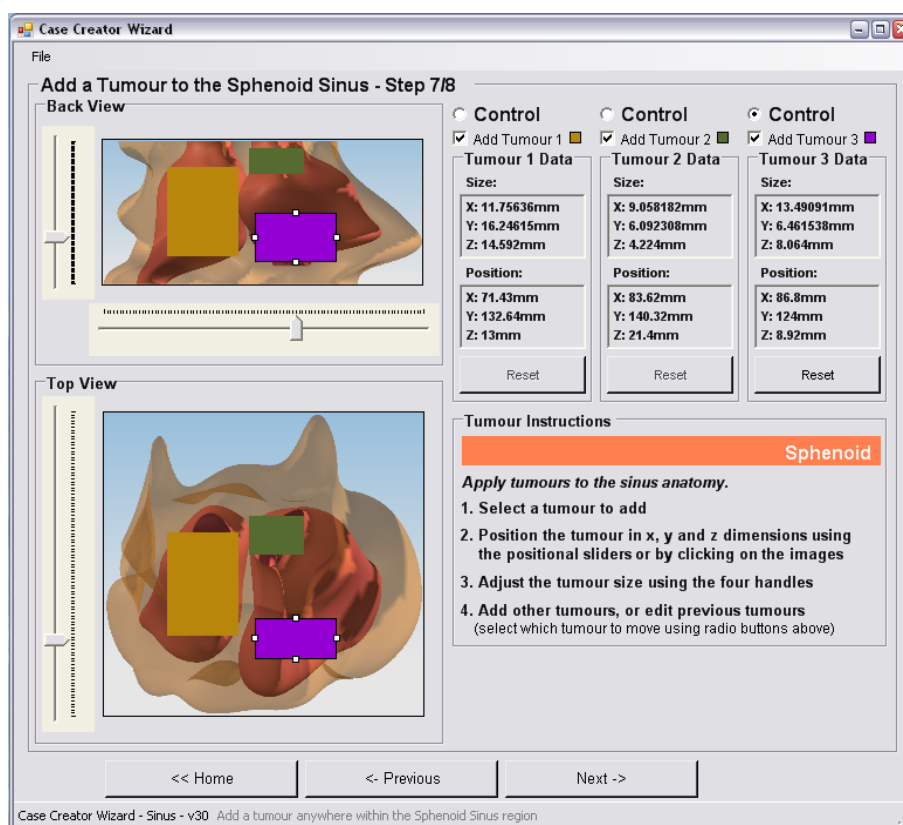 Case Creator Wizard
File
Add a Tumour to the Sphenoid Sinus - Step 7/8
Back View
Top View
Control
Add Tumour 1
Tumour 1 Data
Size:
X: 11.75636mm
Y: 16.24615mm
Z: 14.592mm
Position:
X: 71.43mm
Y: 132.64mm
Z: 13mm
Reset
Control
Add Tumour 2
Tumour 2 Data
Size:
X: 9.058182mm
Y: 6.092308mm
Z: 4.224mm
Position:
X: 83.62mm
Y: 140.32mm
Z: 21.4mm
Reset
Control
Add Tumour 3
Tumour 3 Data
Size:
X: 13.49091mm
Y: 6.461538mm
Z: 8.064mm
Position:
X: 86.8mm
Y: 124mm
Z: 8.92mm
Reset
Tumour Instructions
Sphenoid
Apply tumours to the sinus anatomy.
1. Select a tumour to add
2. Position the tumour in x, y and z dimensions using
the positional sliders or by clicking on the images
3. Adjust the tumour size using the four handles
4. Add other tumours, or edit previous tumours
(select which tumour to move using radio buttons above)
<< Home
<- Previous
Next ->
Case Creator Wizard - Sinus - v30 Add a tumour anywhere within the Sphenoid Sinus region